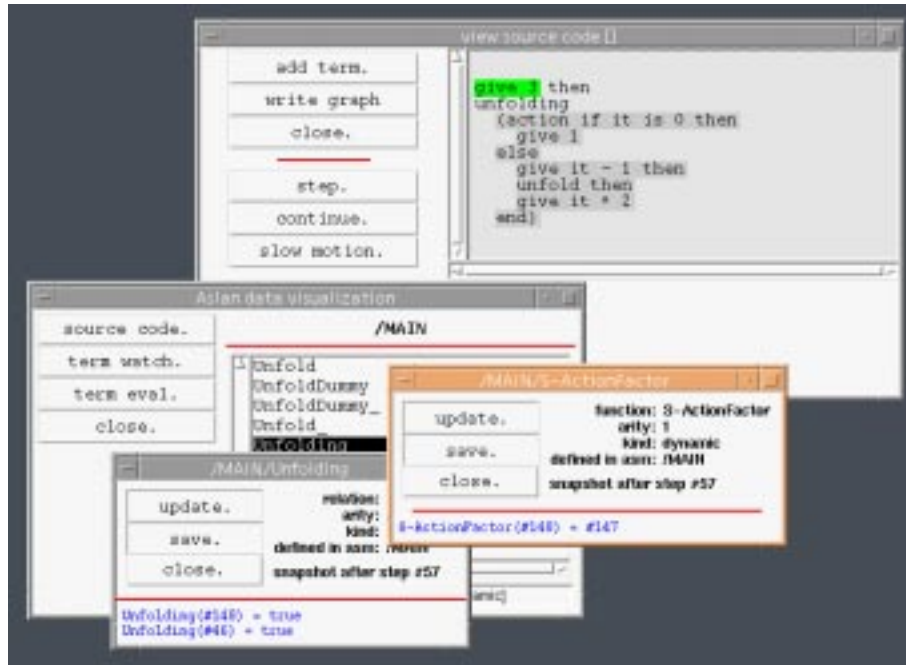 view source code []
add term.
write graph
close.
step.
continue.
slow motion.
give 3 then
unfolding
(action if it is 0 then
give 1
else
give it - 1 then
unfold then
give it * 2
end)
Aslan data visualization
source code.
term watch.
term eval.
close.
/MAIN
Unfold
UnfoldDummy
UnfoldDummy_
Unfold_
Unfolding
/MAIN/S-ActionFactor
update.
save.
close.
function: S-ActionFactor
arity: 1
kind: dynamic
defined in asm: /MAIN
snapshot after step #57
S-ActionFactor(#148) = #147
/MAIN/Unfolding
update.
save.
close.
relation:
arity:
kind:
defined in asm: /MAIN
snapshot after step #57
Unfolding(#148) = true
Unfolding(#46) = true
amic]